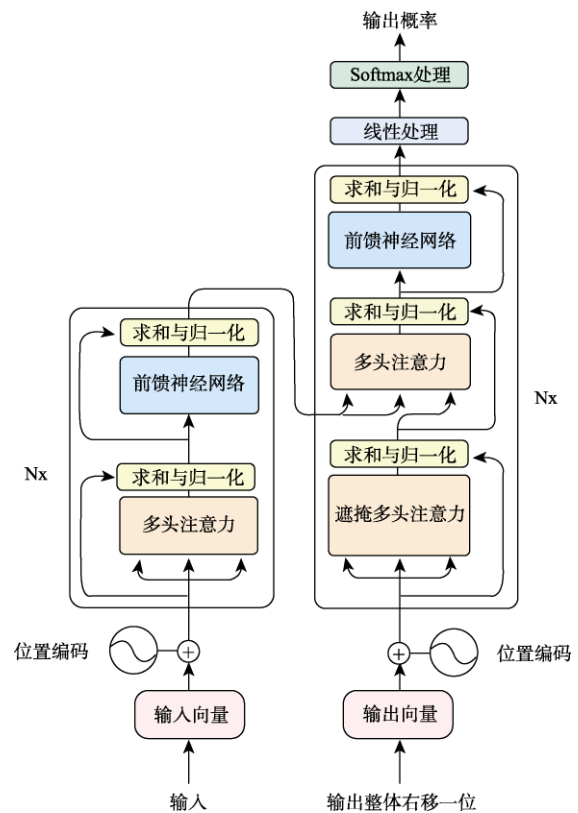 输出概率
Softmax处理
线性处理
求和与归一化
前馈神经网络
求和与归一化
多头注意力
求和与归一化
遮掩多头注意力
Nx
求和与归一化
前馈神经网络
求和与归一化
多头注意力
Nx
位置编码
位置编码
输入向量
输出向量
输入
输出整体右移一位